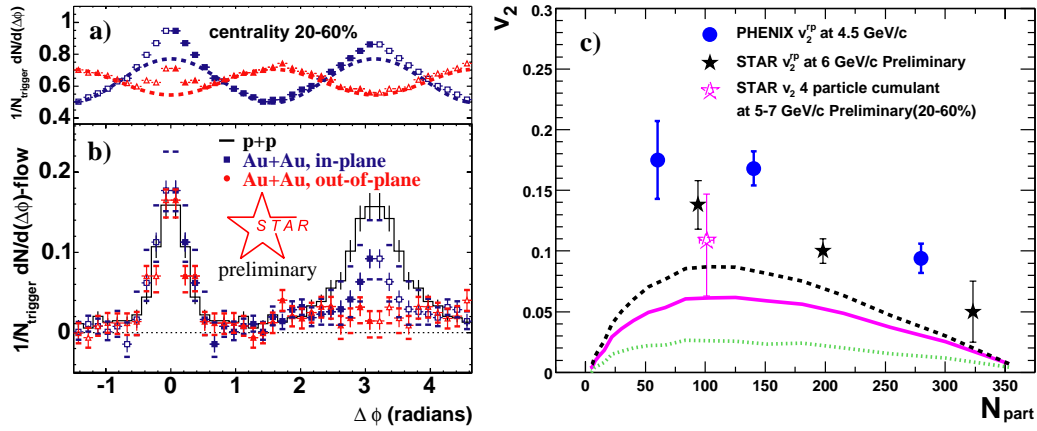 a)
centrality 20-60%
1/N_trigger dN/d(Δϕ)
1
0.8
0.6
0.4
b)
p+p
Au+Au, in-plane
Au+Au, out-of-plane
STAR
preliminary
1/N_trigger dN/d(Δϕ)-flow
0.2
0.1
0
-1 0 1 2 3 4
Δ ϕ (radians)
c)
v_2
0.3
0.25
0.2
0.15
0.1
0.05
0
PHENIX v_2^rp at 4.5 GeV/c
STAR v_2^rp at 6 GeV/c Preliminary
STAR v_2 4 particle cumulant
at 5-7 GeV/c Preliminary(20-60%)
0 50 100 150 200 250 300 350
N_part